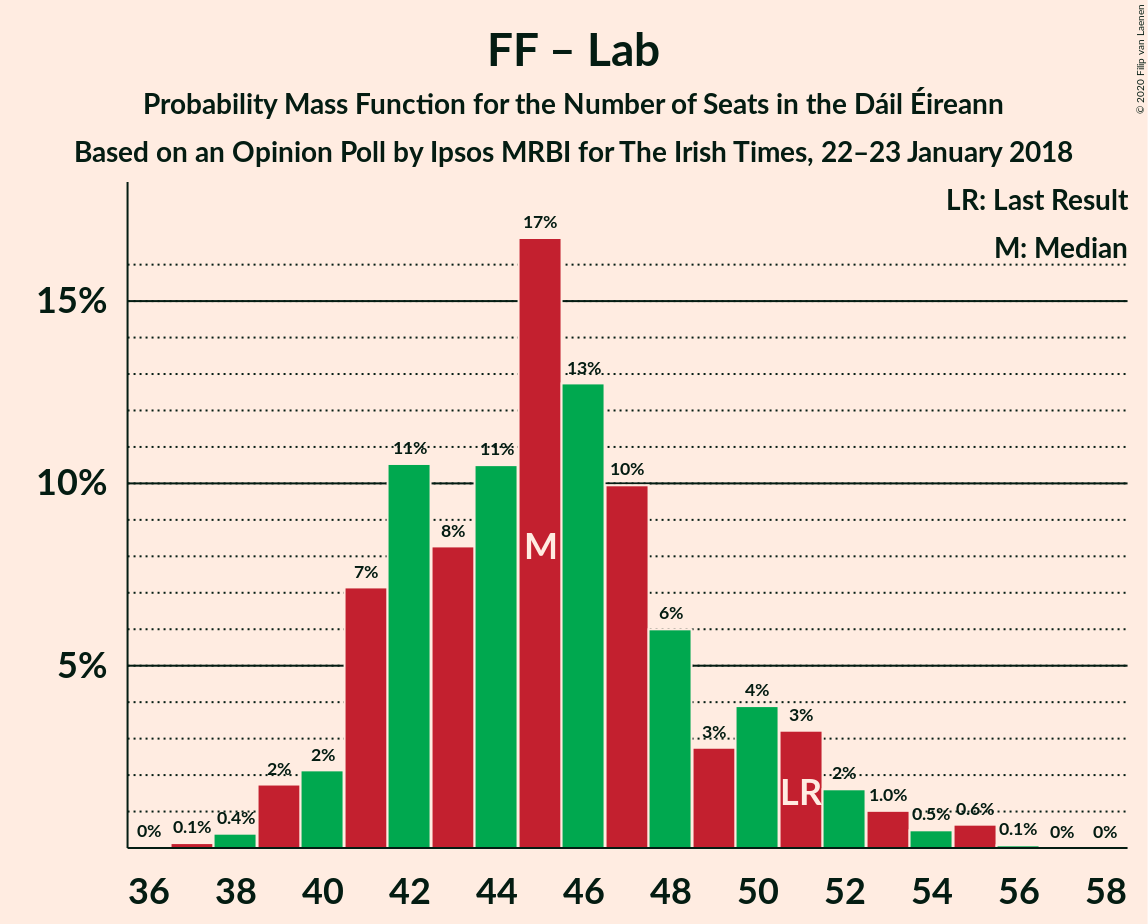 FF – Lab
Probability Mass Function for the Number of Seats in the Dáil Éireann
Based on an Opinion Poll by Ipsos MRBI for The Irish Times, 22–23 January 2018
© 2020 Filip van Laenen
LR: Last Result
M: Median
17%
15%
13%
11%
11%
10%
10%
8%
M
7%
6%
5%
4%
3%
3%
2%
2%
2%
LR
1.0%
0.6%
0.5%
0.4%
0.1%
0%
0.1%
0%
0%
36 38 40 42 44 46 48 50 52 54 56 58